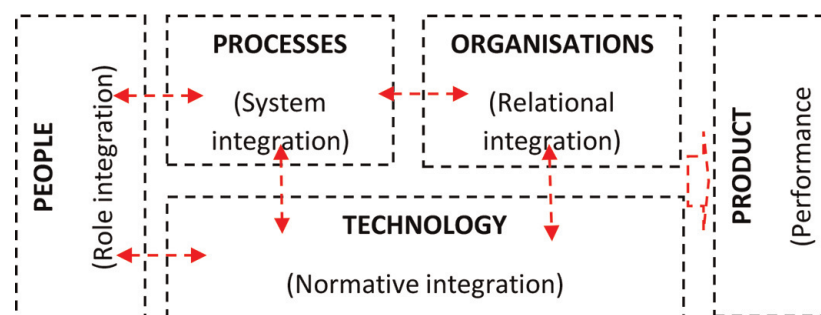 PEOPLE
(Role integration)
PROCESSES
(System
integration)
ORGANISATIONS
(Relational
integration)
TECHNOLOGY
(Normative integration)
PRODUCT
(Performance